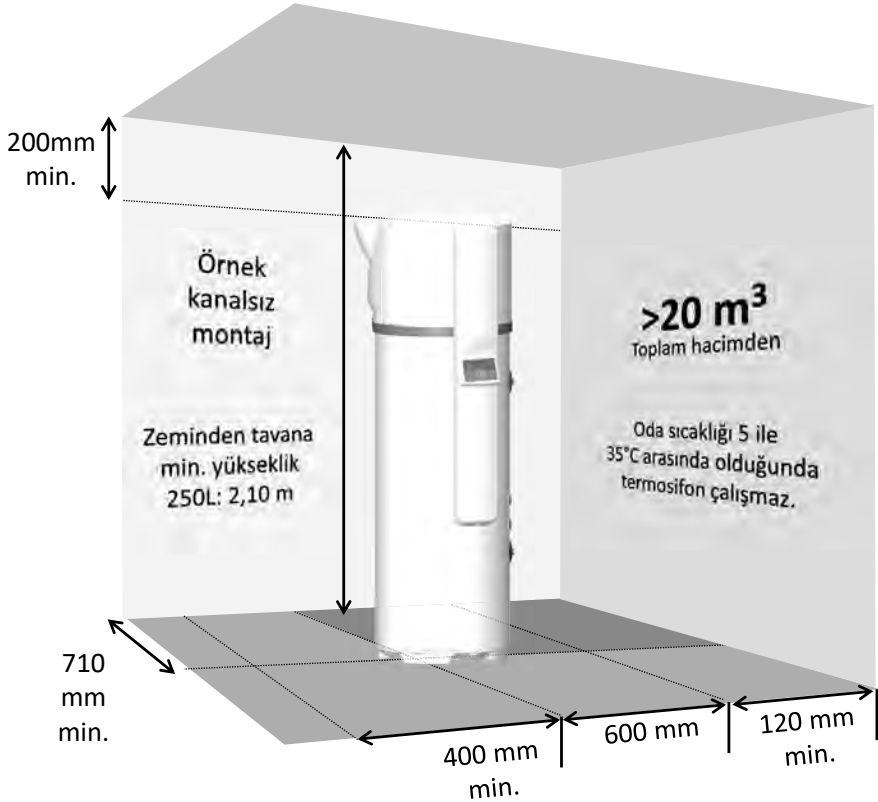 200mm
min.
Örnek
kanalsız
montaj
Zeminden tavana
min. yükseklik
250L: 2,10 m
>20 m³
Toplam hacimden
Oda sıcaklığı 5 ile
35°C arasında olduğunda
termosifon çalışmaz.
710
mm
min.
400 mm
min.
600 mm
120 mm
min.